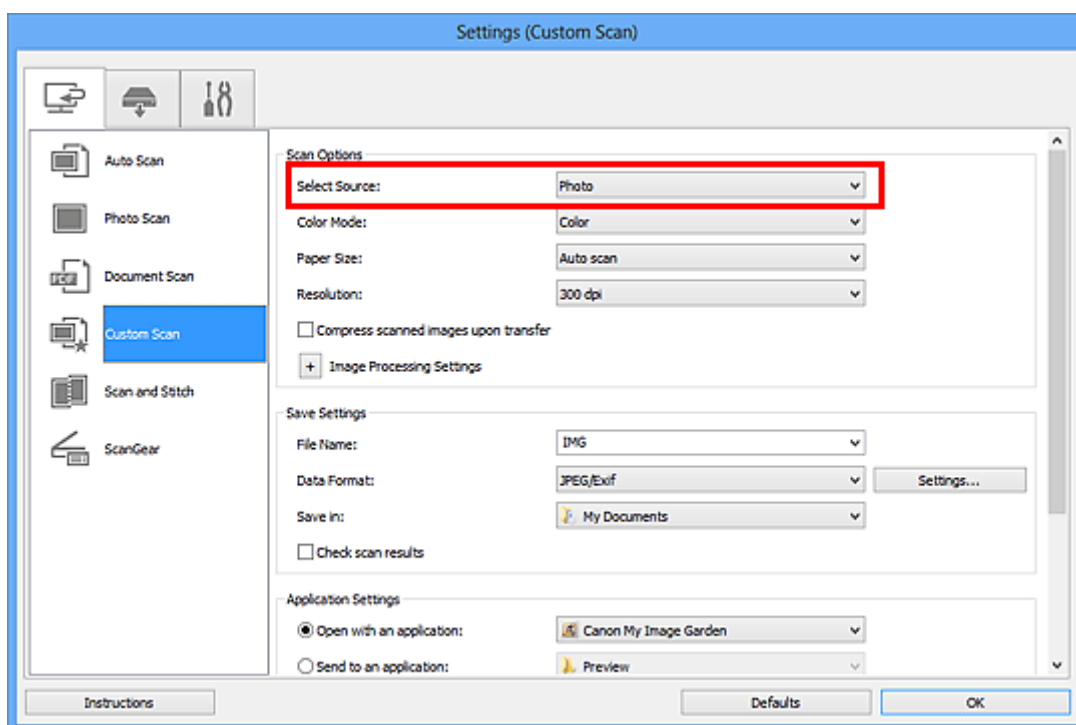 Settings (Custom Scan)
Auto Scan
Photo Scan
Document Scan
Custom Scan
Scan and Stitch
ScanGear
Scan Options
Select Source: Photo
Color Mode: Color
Paper Size: Auto scan
Resolution: 300 dpi
Compress scanned images upon transfer
+ Image Processing Settings
Save Settings
File Name: IMG
Data Format: JPEG/Exif Settings...
Save in: My Documents
Check scan results
Application Settings
Open with an application: Canon My Image Garden
Send to an application: Preview
Instructions Defaults OK